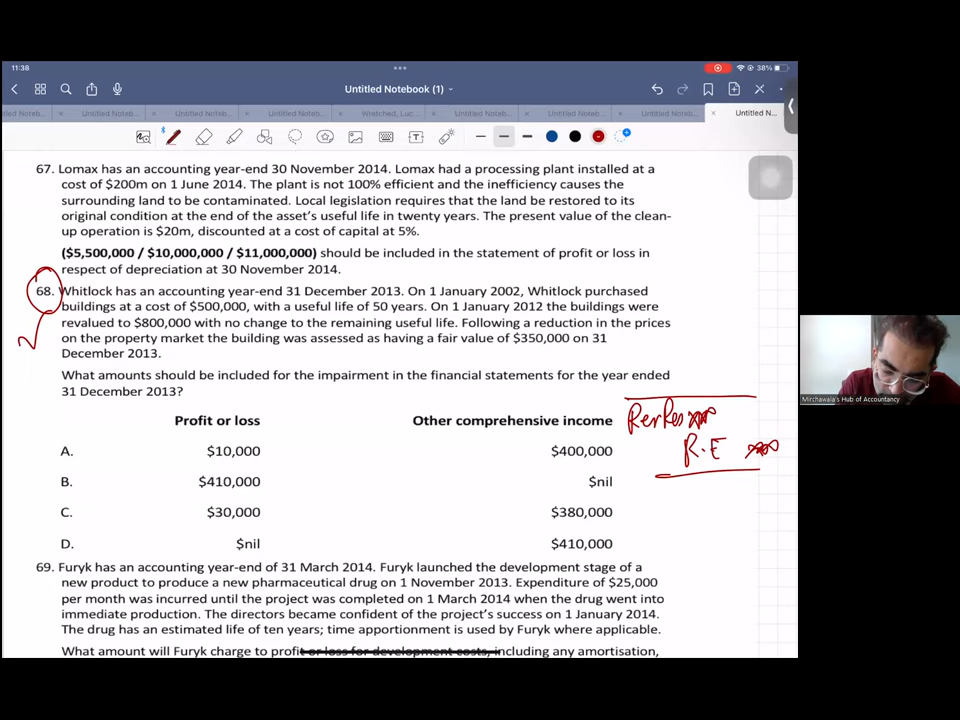 11:38
38%
Untitled Notebook (1)
Untitled Noteb...
Untitled Noteb...
Untitled Noteb...
Wretched, Luc...
Untitled Noteb...
Untitled Noteb...
Untitled N...
67. Lomax has an accounting year-end 30 November 2014. Lomax had a processing plant installed at a
cost of $200m on 1 June 2014. The plant is not 100% efficient and the inefficiency causes the
surrounding land to be contaminated. Local legislation requires that the land be restored to its
original condition at the end of the asset's useful life in twenty years. The present value of the clean-
up operation is $20m, discounted at a cost of capital at 5%.
($5,500,000 / $10,000,000 / $11,000,000) should be included in the statement of profit or loss in
respect of depreciation at 30 November 2014.
68. Whitlock has an accounting year-end 31 December 2013. On 1 January 2002, Whitlock purchased
buildings at a cost of $500,000, with a useful life of 50 years. On 1 January 2012 the buildings were
revalued to $800,000 with no change to the remaining useful life. Following a reduction in the prices
on the property market the building was assessed as having a fair value of $350,000 on 31
December 2013.
What amounts should be included for the impairment in the financial statements for the year ended
31 December 2013?
Profit or loss Other comprehensive income
A. $10,000 $400,000
B. $410,000 $nil
C. $30,000 $380,000
D. $nil $410,000
R.E
69. Furyk has an accounting year-end of 31 March 2014. Furyk launched the development stage of a
new product to produce a new pharmaceutical drug on 1 November 2013. Expenditure of $25,000
per month was incurred until the project was completed on 1 March 2014 when the drug went into
immediate production. The directors became confident of the project's success on 1 January 2014.
The drug has an estimated life of ten years; time apportionment is used by Furyk where applicable.
What amount will Furyk charge to profit or loss for development costs, including any amortisation,
Mirchawala's Hub of Accountancy